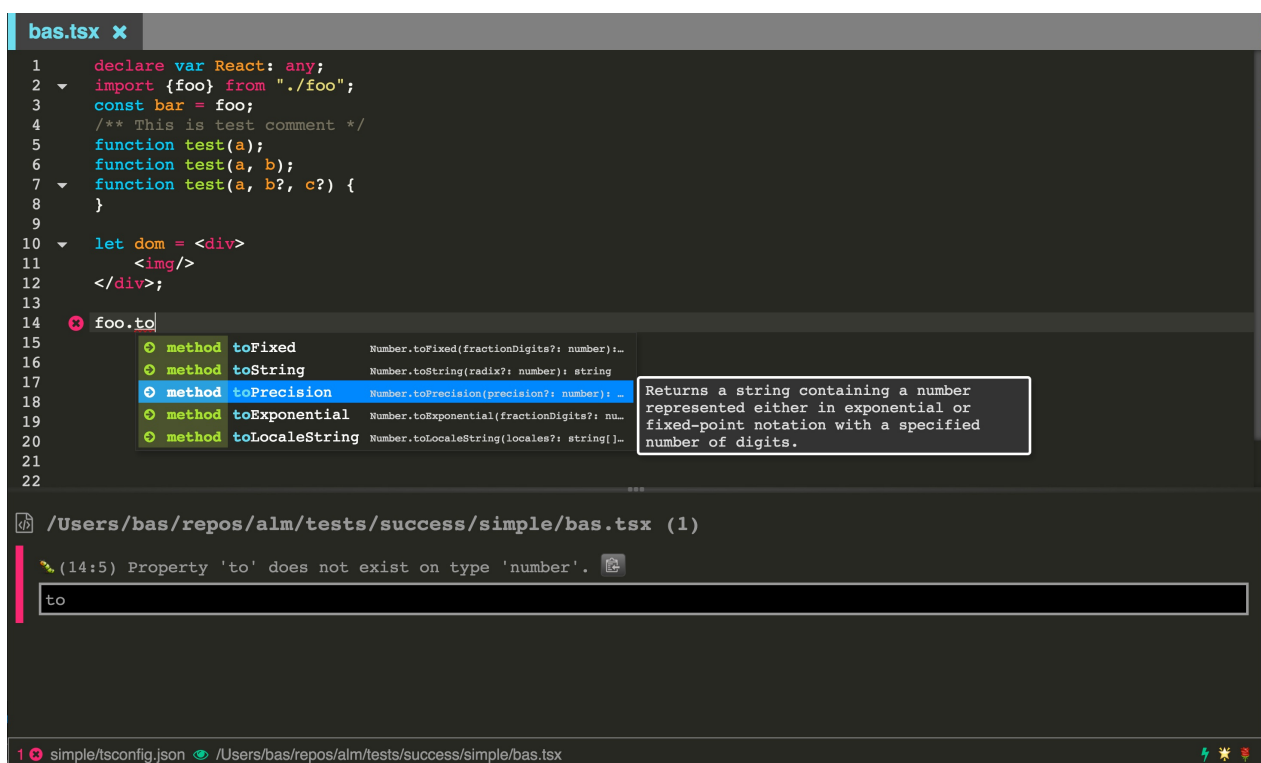 bas.tsx ✖
1 declare var React: any;
2 import {foo} from "./foo";
3 const bar = foo;
4 /** This is test comment */
5 function test(a);
6 function test(a, b);
7 function test(a, b?, c?) {
8 }
9
10 let dom = <div>
11     <img/>
12 </div>;
13
14 foo.to
15
16
17
18
19
20
21
22
method toFixed Number.toFixed(fractionDigits?: number):…
method toString Number.toString(radix?: number): string
method toPrecision Number.toPrecision(precision?: number): …
method toExponential Number.toExponential(fractionDigits?: nu…
method toLocaleString Number.toLocaleString(locales?: string[]…
Returns a string containing a number
represented either in exponential or
fixed-point notation with a specified
number of digits.
/Users/bas/repos/alm/tests/success/simple/bas.tsx (1)
(14:5) Property 'to' does not exist on type 'number'.
to
1 simple/tsconfig.json /Users/bas/repos/alm/tests/success/simple/bas.tsx